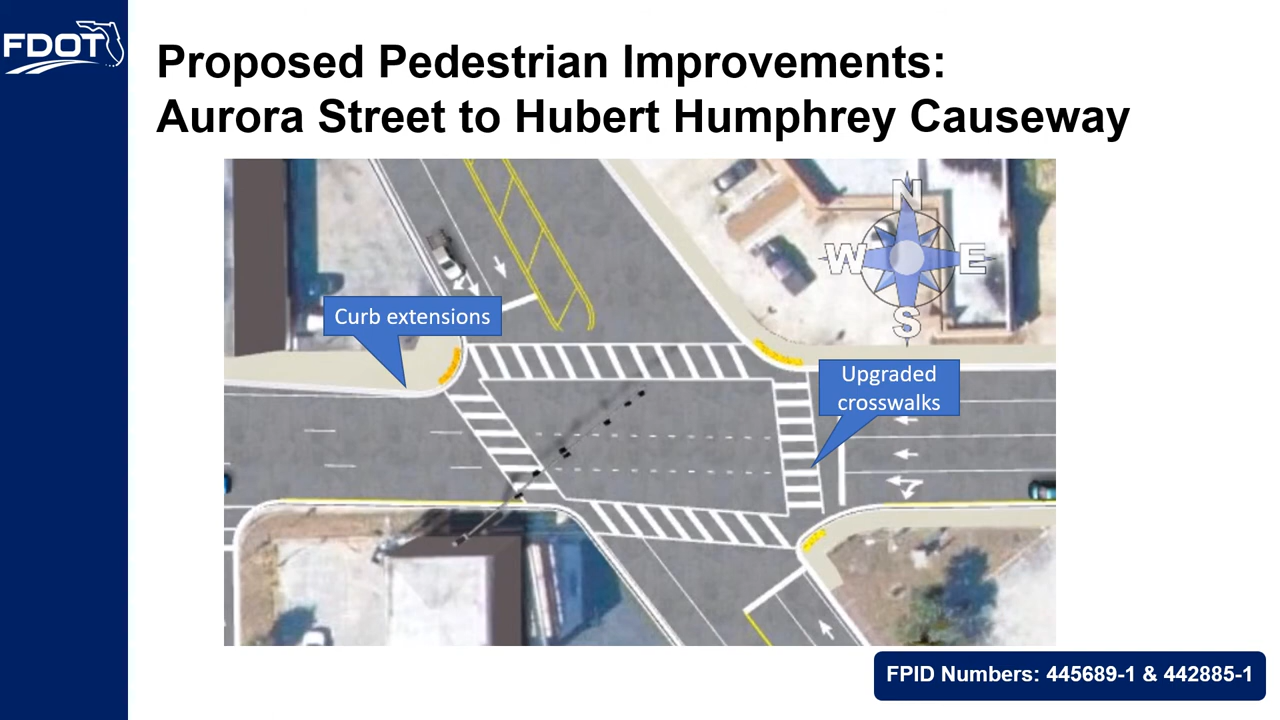 FDOT
Proposed Pedestrian Improvements:
Aurora Street to Hubert Humphrey Causeway
N
W E
S
Curb extensions
Upgraded
crosswalks
FPID Numbers: 445689-1 & 442885-1